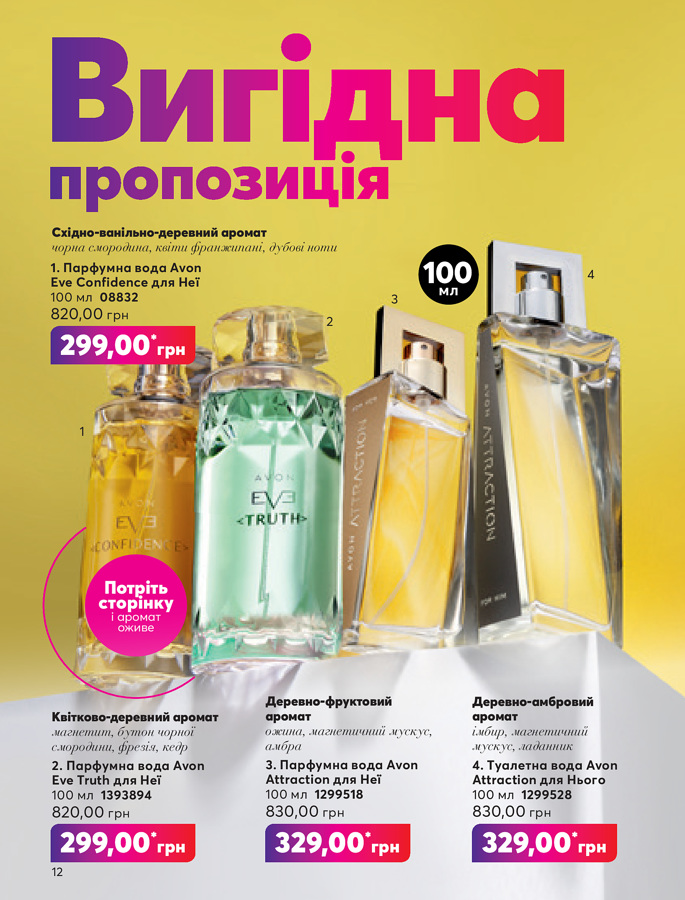 Вигідна
пропозиція
Східно-ванільно-деревний аромат
чорна смородина, квіти франжипані, дубові ноти
1. Парфумна вода Avon
Eve Confidence для Неї
100 мл 08832
820,00 грн
299,00* грн
100
МЛ
1
2
3
4
AVON
EVE
<CONFIDENCE>
AVON
EVE
<TRUTH>
FOR HER
AVON ATTRACTION
AVON ATTRACTION
FOR HIM
Потріть
сторінку
і аромат
оживе
Квітково-деревний аромат
магнетит, бутон чорної
смородини, фрезія, кедр
2. Парфумна вода Avon
Eve Truth для Неї
100 мл 1393894
820,00 грн
299,00* грн
Деревно-фруктовий
аромат
ожина, магнетичний мускус,
амбра
3. Парфумна вода Avon
Attraction для Неї
100 мл 1299518
830,00 грн
329,00* грн
Деревно-амбровий
аромат
імбир, магнетичний
мускус, ладанник
4. Туалетна вода Avon
Attraction для Нього
100 мл 1299528
830,00 грн
329,00* грн
12